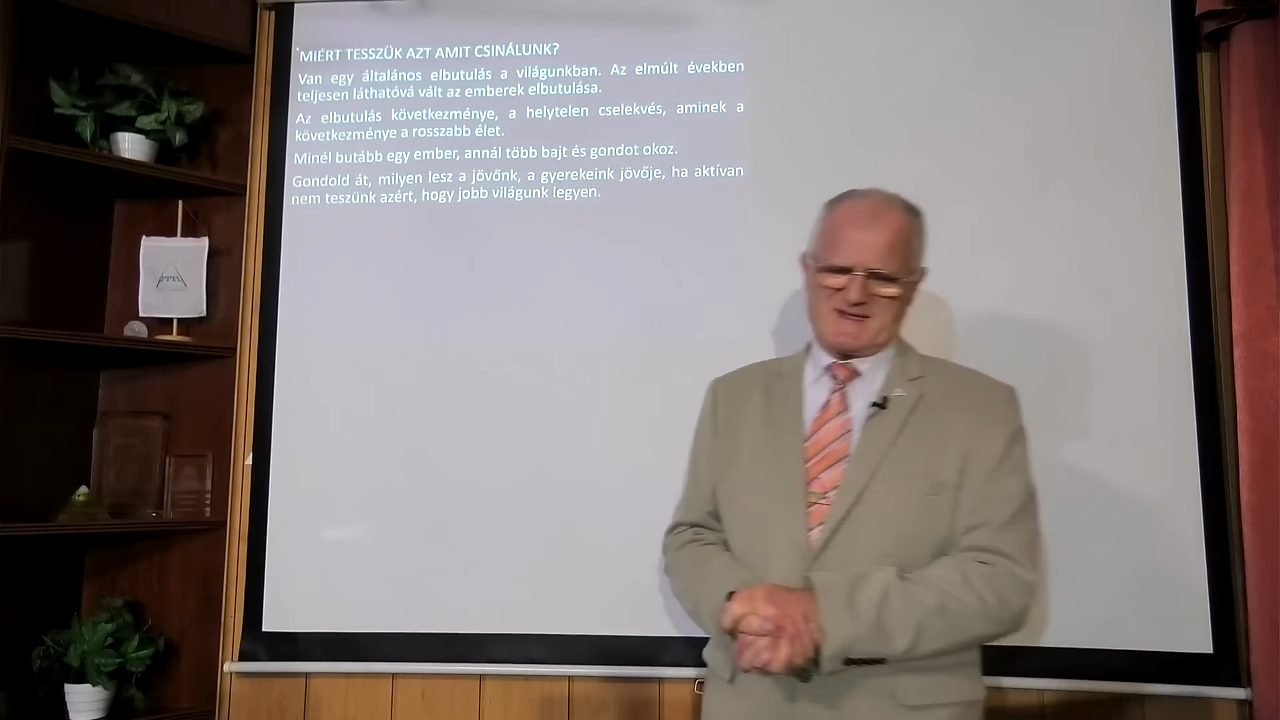 MIÉRT TESSZÜK AZT AMIT CSINÁLUNK?
Van egy általános elbutulás a világunkban. Az elmúlt években
teljesen láthatóvá vált az emberek elbutulása.
Az elbutulás következménye, a helytelen cselekvés, aminek a
következménye a rosszabb élet.
Minél butább egy ember, annál több bajt és gondot okoz.
Gondold át, milyen lesz a jövőnk, a gyerekeink jövője, ha aktívan
nem teszünk azért, hogy jobb világunk legyen.